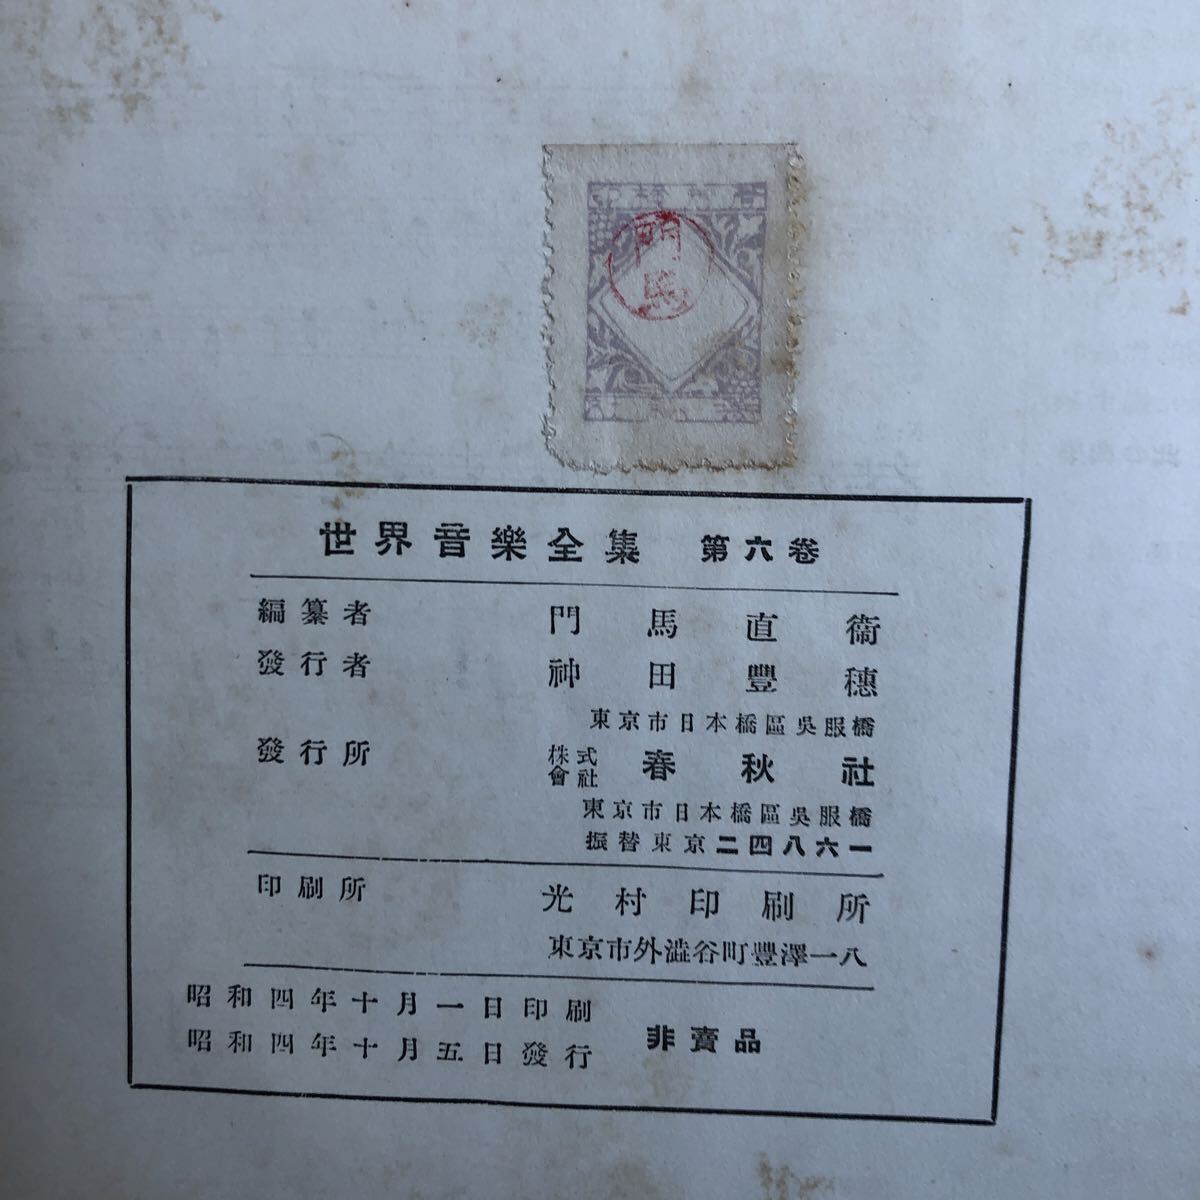 門馬
世界音樂全集 第六卷
編纂者 門馬直衞
發行者 神田豐穗
東京市日本橋區吳服橋
發行所 株式會社 春秋社
東京市日本橋區吳服橋
振替東京二四八六一
印刷所 光村印刷所
東京市外澁谷町豐澤一八
昭和四年十月一日印刷
昭和四年十月五日發行
非賣品